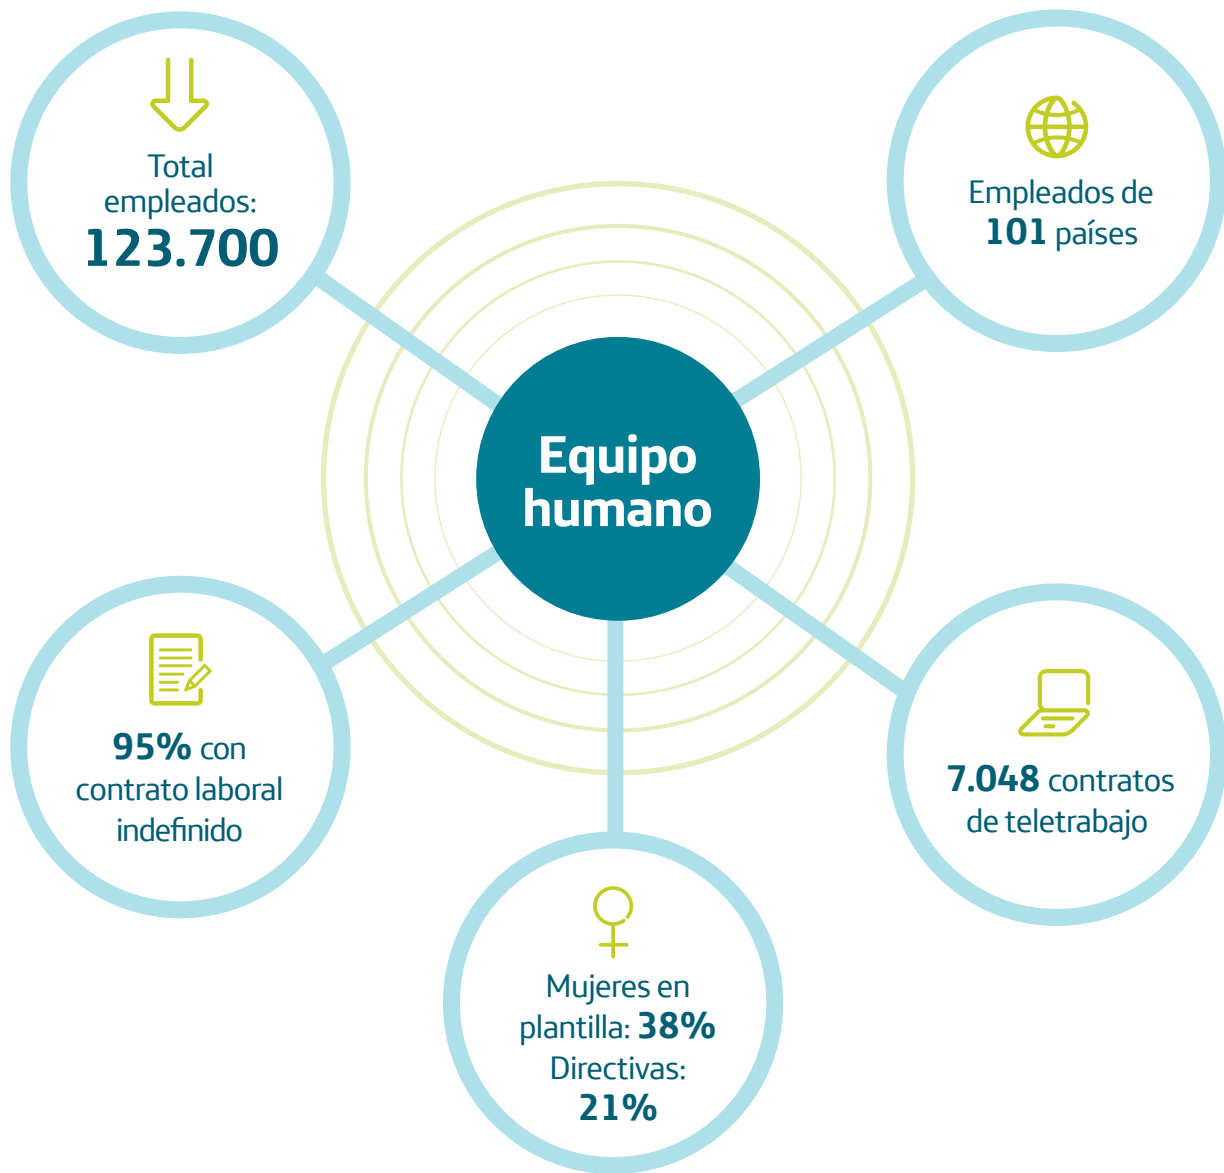 Total
empleados:
123.700
Empleados de
101 países
Equipo
humano
95% con
contrato laboral
indefinido
7.048 contratos
de teletrabajo
Mujeres en
plantilla: 38%
Directivas:
21%